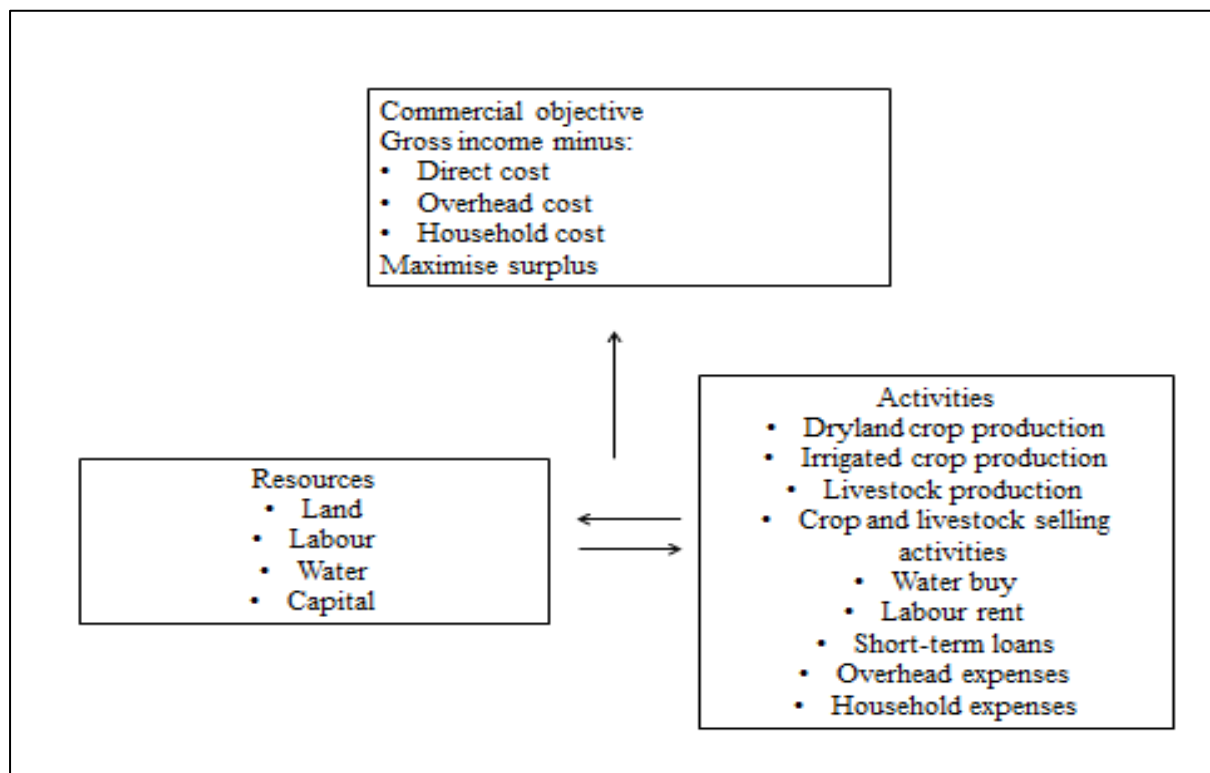 Commercial objective
Gross income minus:
• Direct cost
• Overhead cost
• Household cost
Maximise surplus
Resources
• Land
• Labour
• Water
• Capital
Activities
• Dryland crop production
• Irrigated crop production
• Livestock production
• Crop and livestock selling
activities
• Water buy
• Labour rent
• Short-term loans
• Overhead expenses
• Household expenses